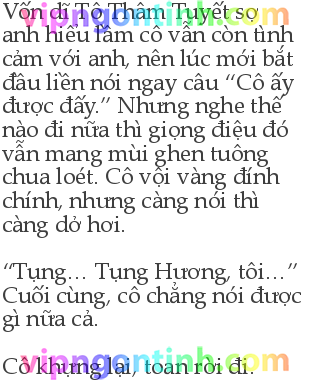 Vốn dĩ Tô Thâm Tuyết sợ
anh hiểu lầm cô vẫn còn tình
cảm với anh, nên lúc mới bắt
đầu liền nói ngay câu “Cô ấy
được đấy.” Nhưng nghe thế
nào đi nữa thì giọng điệu đó
vẫn mang mùi ghen tuông
chua loét. Cô vội vàng đính
chính, nhưng càng nói thì
càng dở hơi.
“Tụng… Tụng Hương, tôi…”
Cuối cùng, cô chẳng nói được
gì nữa cả.
Cô khựng lại, toan rời đi.
vipngontinh.com
vipngontinh.com